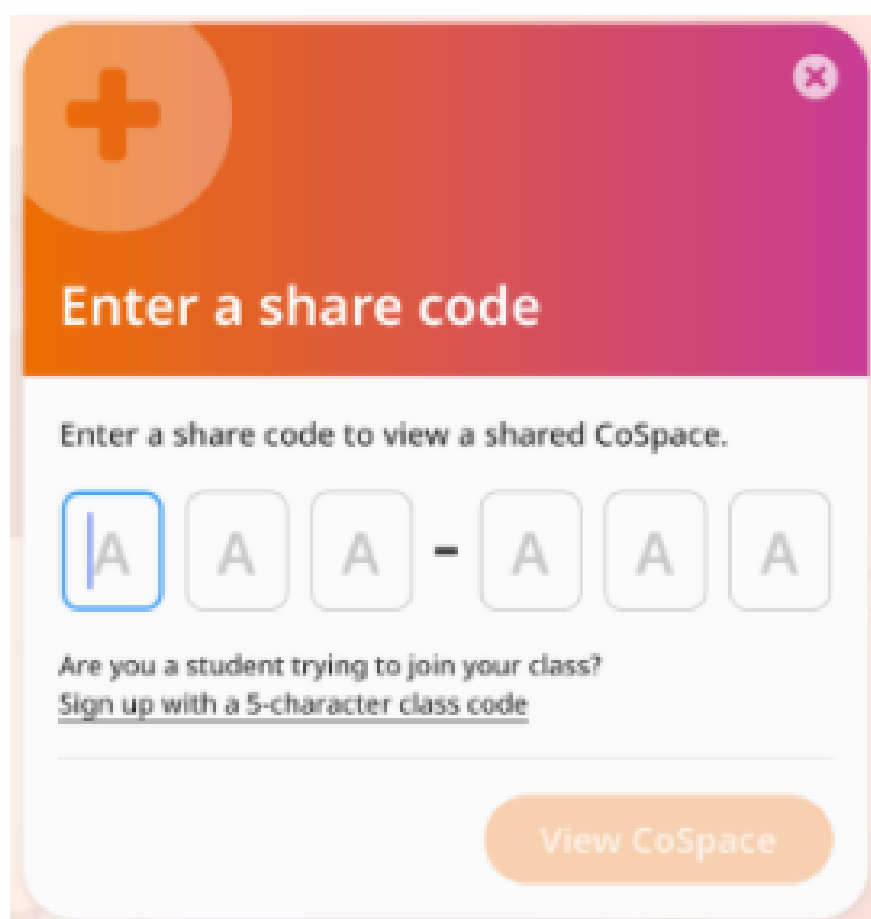 Enter a share code
Enter a share code to view a shared CoSpace.
A A A - A A A
Are you a student trying to join your class?
Sign up with a 5-character class code
View CoSpace